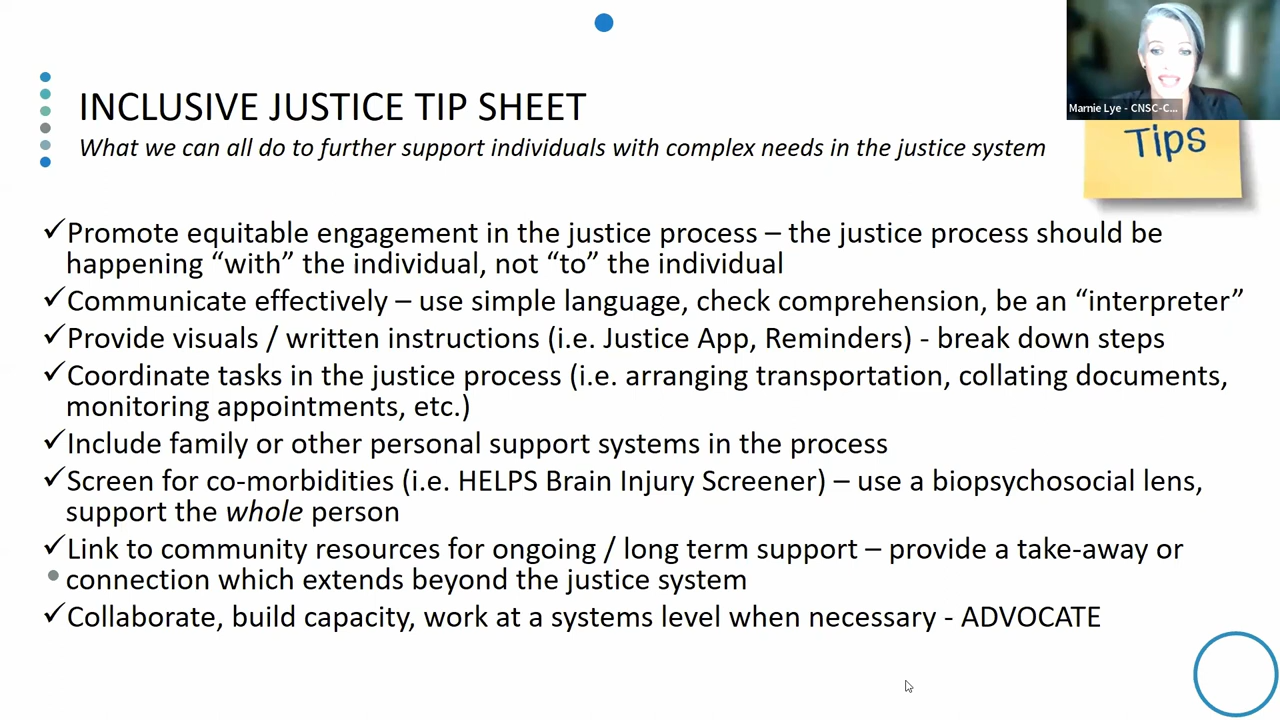 Marnie Lye - CNSC-C...
INCLUSIVE JUSTICE TIP SHEET
What we can all do to further support individuals with complex needs in the justice system
Tips
✓Promote equitable engagement in the justice process – the justice process should be
happening “with” the individual, not “to” the individual
✓Communicate effectively – use simple language, check comprehension, be an “interpreter”
✓Provide visuals / written instructions (i.e. Justice App, Reminders) - break down steps
✓Coordinate tasks in the justice process (i.e. arranging transportation, collating documents,
monitoring appointments, etc.)
✓Include family or other personal support systems in the process
✓Screen for co-morbidities (i.e. HELPS Brain Injury Screener) – use a biopsychosocial lens,
support the whole person
✓Link to community resources for ongoing / long term support – provide a take-away or
• connection which extends beyond the justice system
✓Collaborate, build capacity, work at a systems level when necessary - ADVOCATE